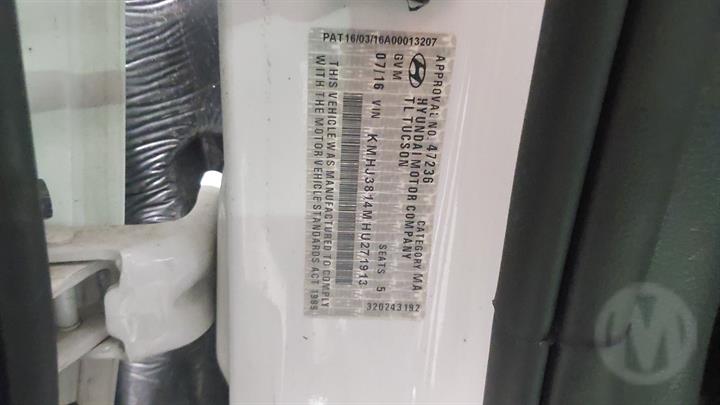 APPROVAL NO. 47236 CATEGORY MA
HYUNDAI MOTOR COMPANY
TL TUCSON
GVM SEATS 5
07/16 VIN KMHJ3814MHU271913
THIS VEHICLE WAS MANUFACTURED TO COMPLY
WITH THE MOTOR VEHICLE STANDARDS ACT 1989
PAT16/03/16A00013207
320243192
M